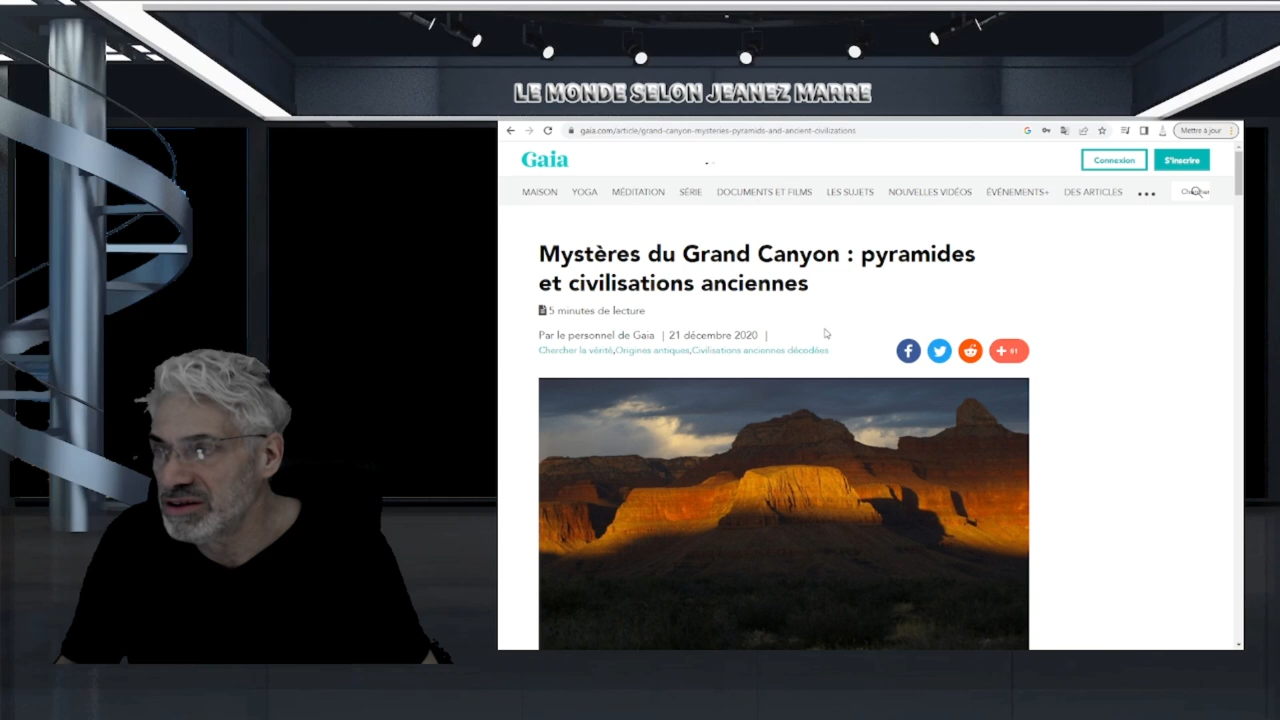 LE MONDE SELON JEANEZ MARRE
gaia.com/article/grand-canyon-mysteries-pyramids-and-ancient-civilizations
Mettre à jour
Gaia
Connexion
S'inscrire
MAISON YOGA MÉDITATION SÉRIE DOCUMENTS ET FILMS LES SUJETS NOUVELLES VIDÉOS ÉVÉNEMENTS+ DES ARTICLES
Mystères du Grand Canyon : pyramides
et civilisations anciennes
5 minutes de lecture
Par le personnel de Gaia | 21 décembre 2020 |
Chercher la vérité,Origines antiques,Civilisations anciennes décodées